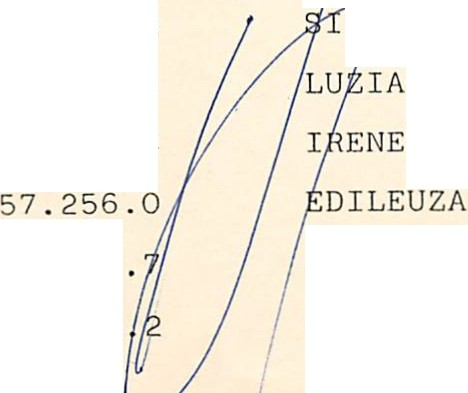 SI
LUZIA
IRENE
57.256.0 EDILEUZA
.7
.2